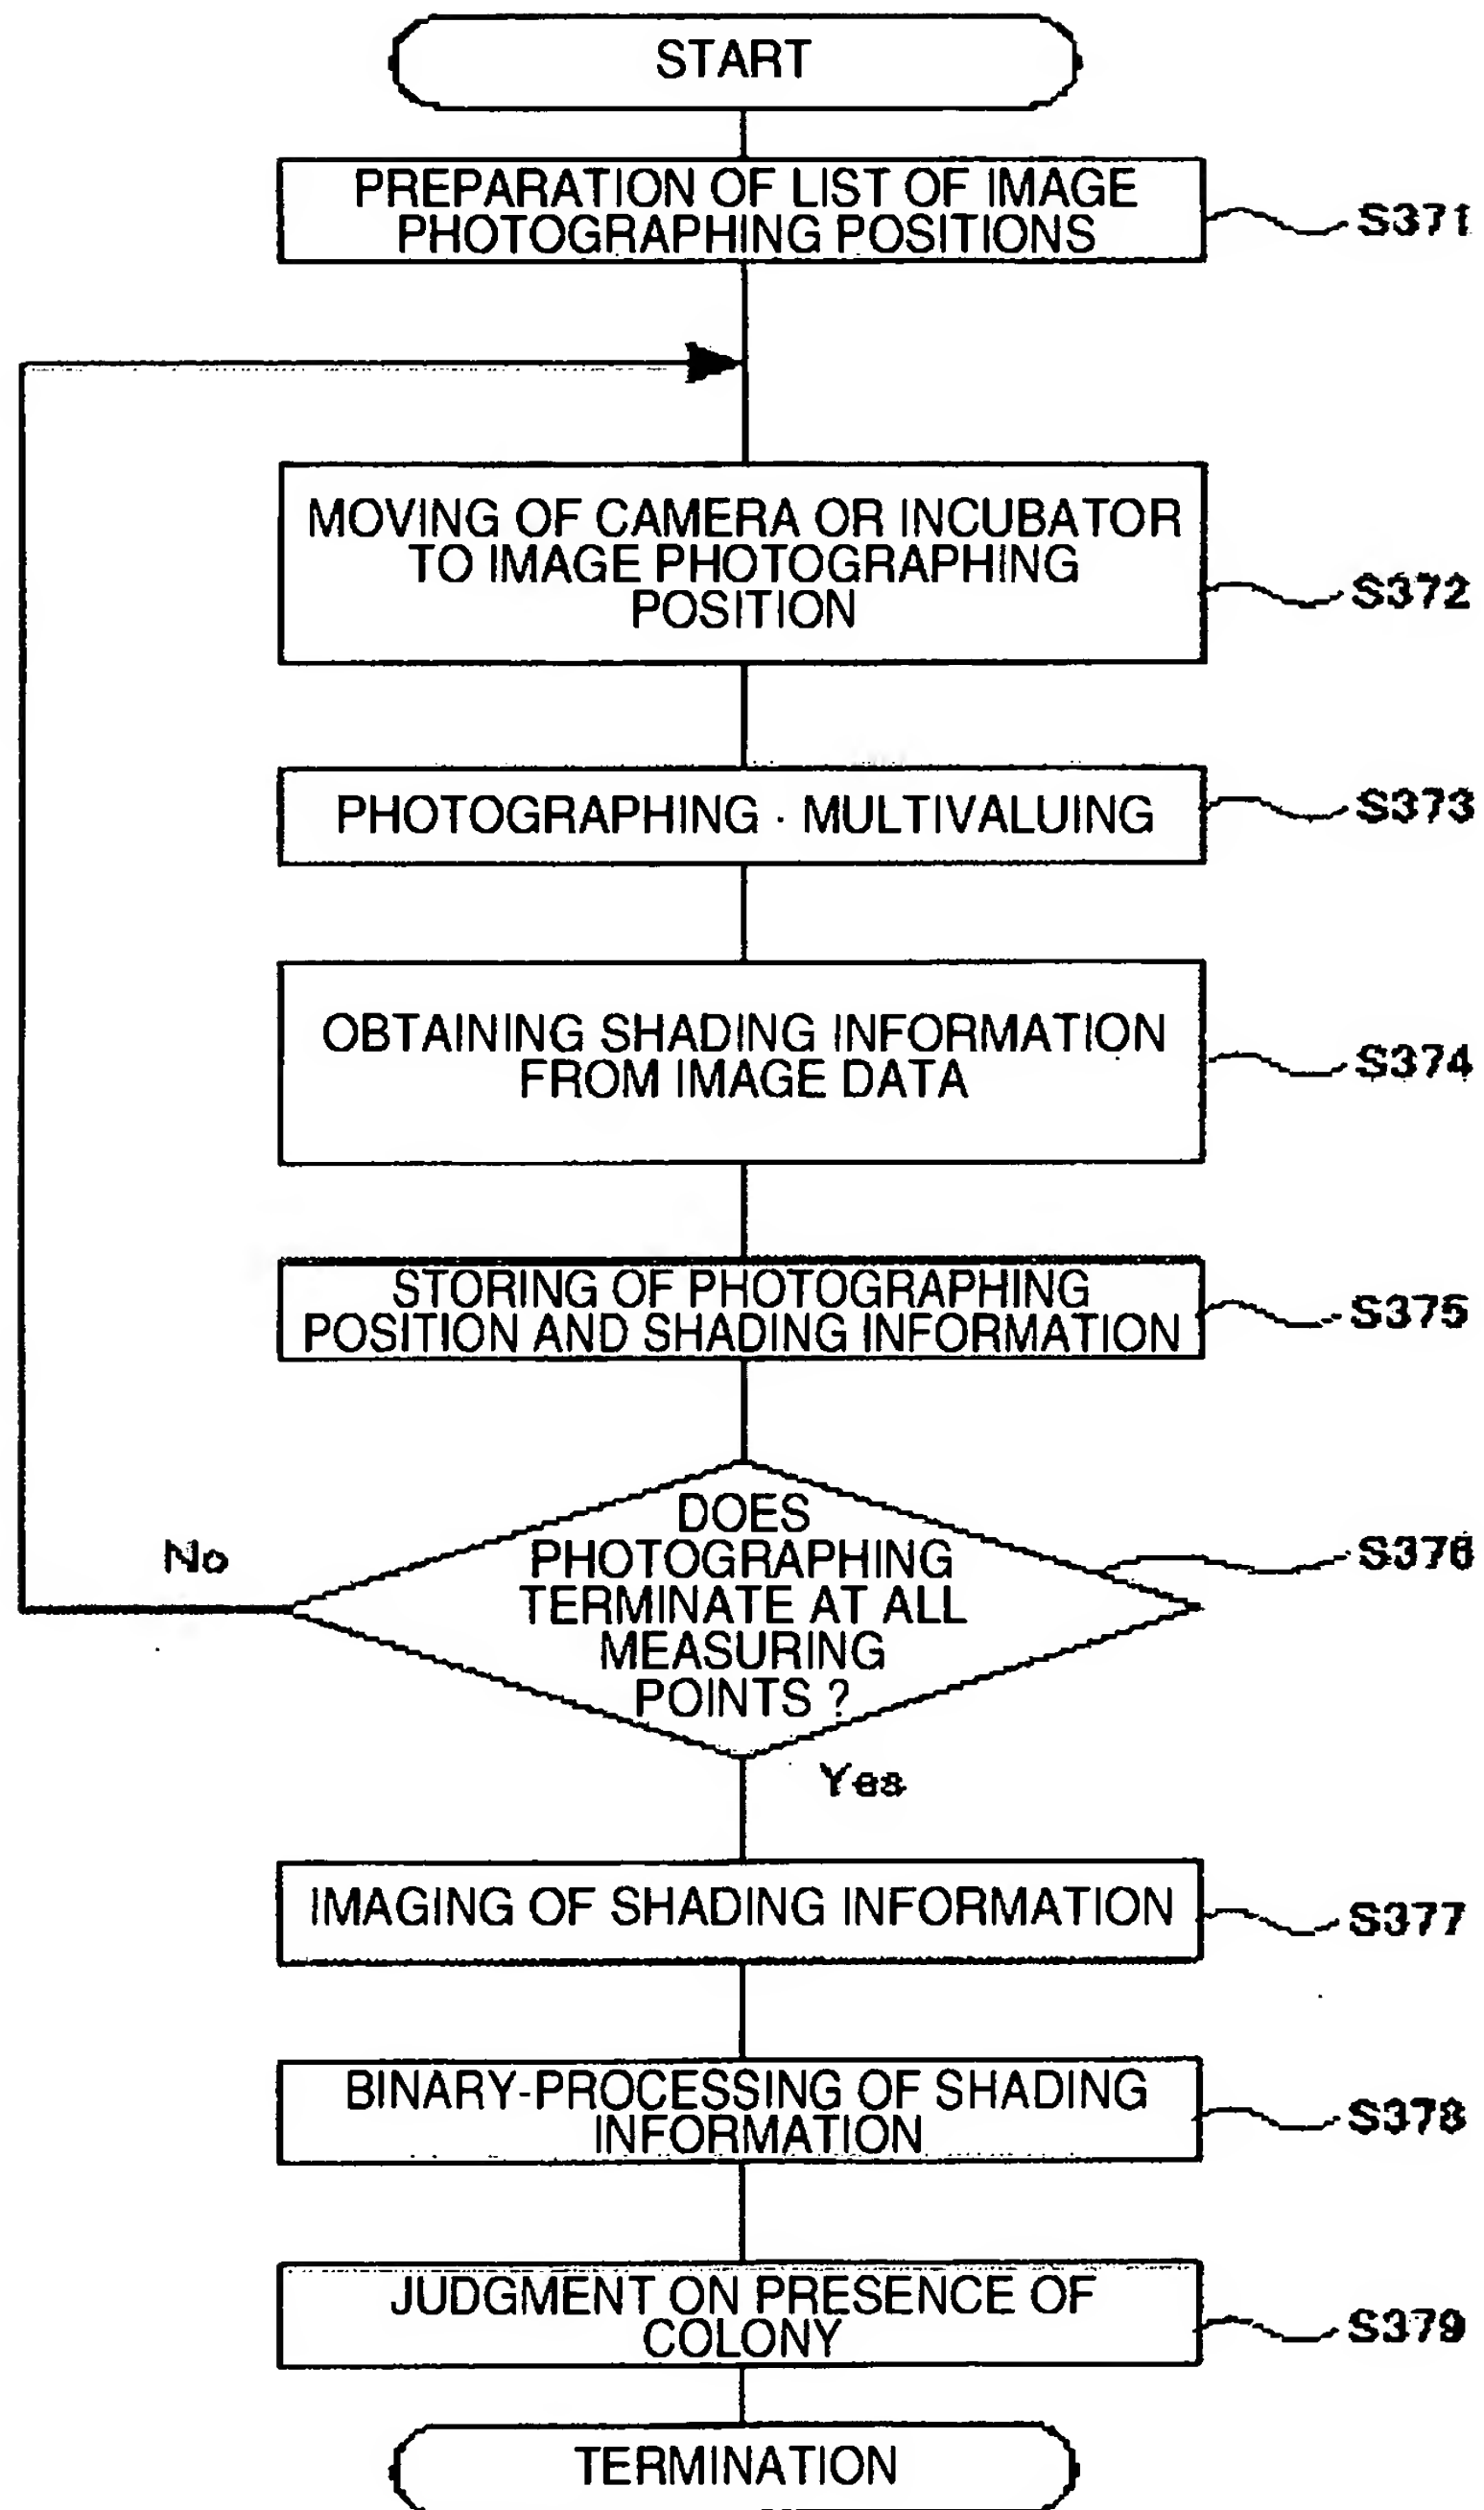 START
PREPARATION OF LIST OF IMAGE
PHOTOGRAPHING POSITIONS
S371
MOVING OF CAMERA OR INCUBATOR
TO IMAGE PHOTOGRAPHING
POSITION
S372
PHOTOGRAPHING · MULTIVALUING
S373
OBTAINING SHADING INFORMATION
FROM IMAGE DATA
S374
STORING OF PHOTOGRAPHING
POSITION AND SHADING INFORMATION
S375
DOES
PHOTOGRAPHING
TERMINATE AT ALL
MEASURING
POINTS ?
S376
No
Yes
IMAGING OF SHADING INFORMATION
S377
BINARY-PROCESSING OF SHADING
INFORMATION
S378
JUDGMENT ON PRESENCE OF
COLONY
S379
TERMINATION